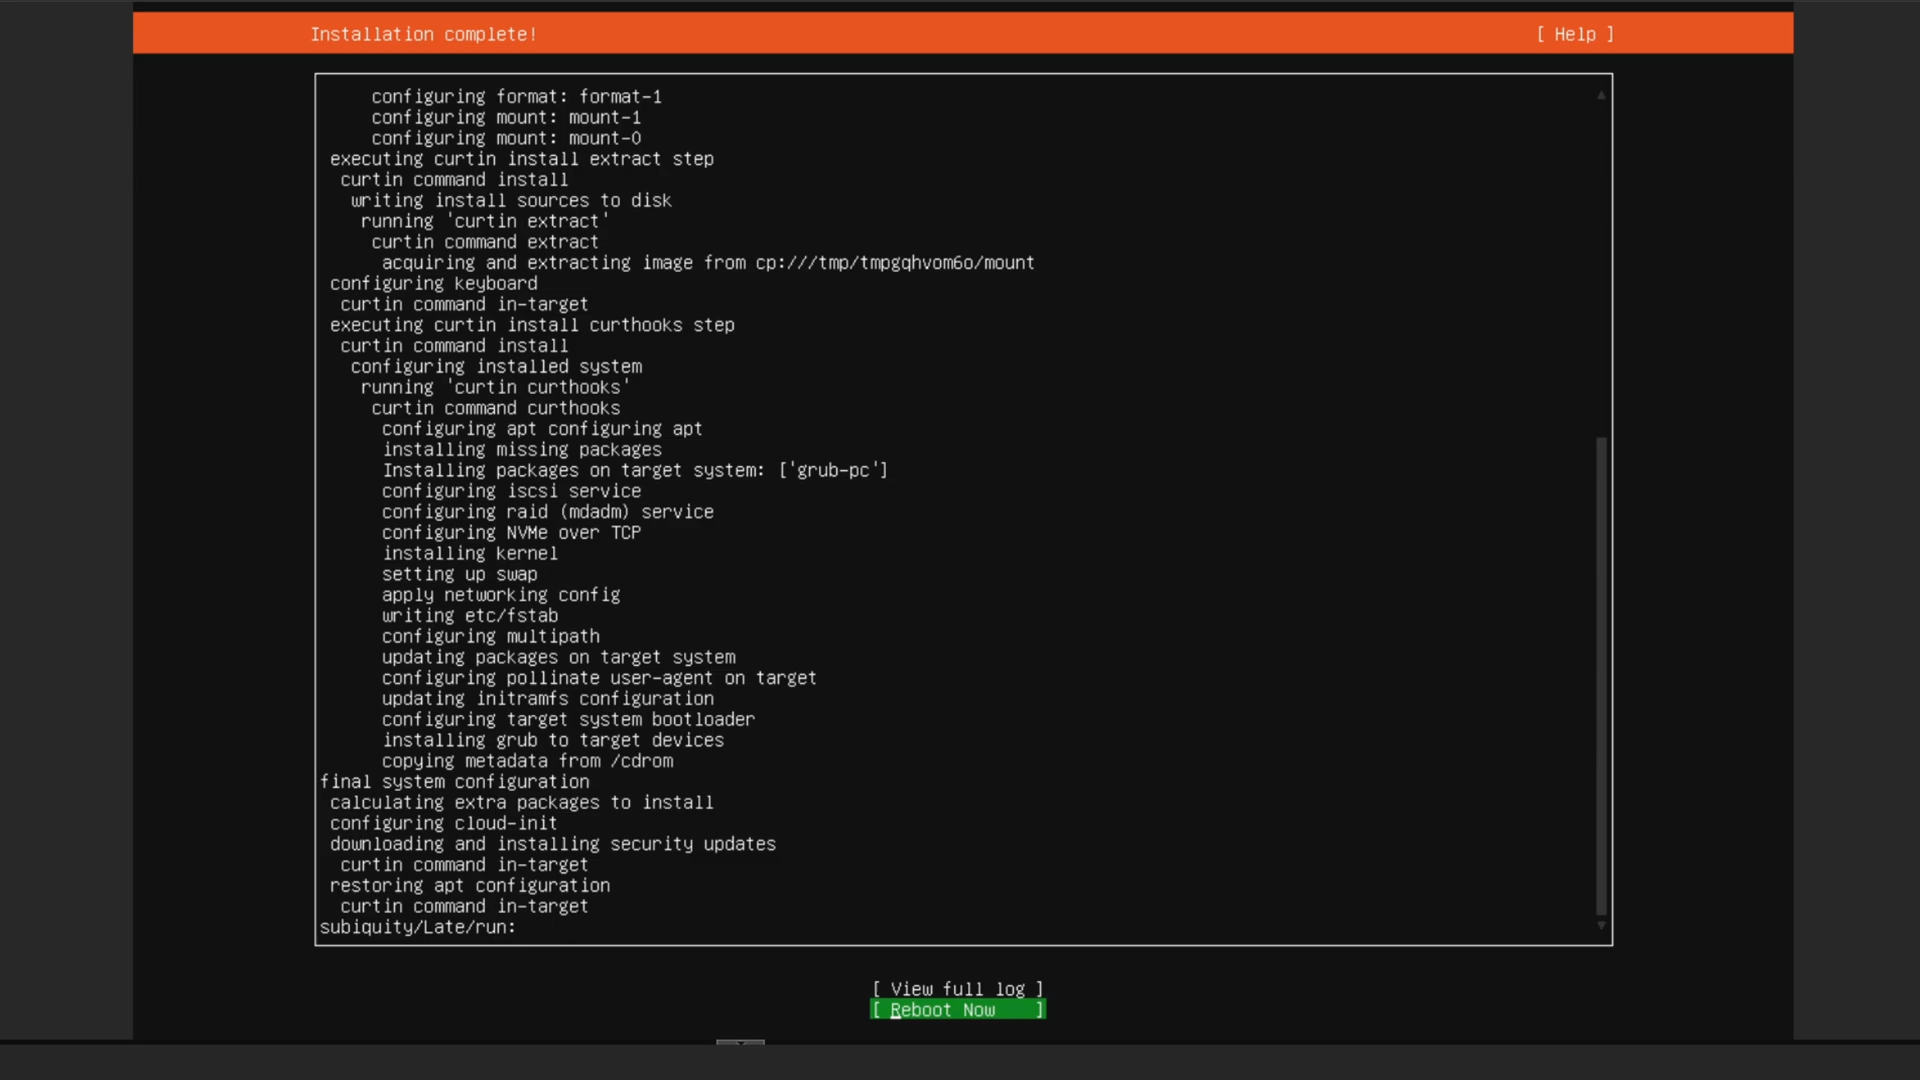 Installation complete!
[ Help ]
configuring format: format-1
configuring mount: mount-1
configuring mount: mount-0
executing curtin install extract step
curtin command install
writing install sources to disk
running 'curtin extract'
curtin command extract
acquiring and extracting image from cp:///tmp/tmpgqhvom6o/mount
configuring keyboard
curtin command in-target
executing curtin install curthooks step
curtin command install
configuring installed system
running 'curtin curthooks'
curtin command curthooks
configuring apt configuring apt
installing missing packages
Installing packages on target system: ['grub-pc']
configuring iscsi service
configuring raid (mdadm) service
configuring NVMe over TCP
installing kernel
setting up swap
apply networking config
writing etc/fstab
configuring multipath
updating packages on target system
configuring pollinate user-agent on target
updating initramfs configuration
configuring target system bootloader
installing grub to target devices
copying metadata from /cdrom
final system configuration
calculating extra packages to install
configuring cloud-init
downloading and installing security updates
curtin command in-target
restoring apt configuration
curtin command in-target
subiquity/Late/run:
[ View full log ]
[ Reboot Now ]